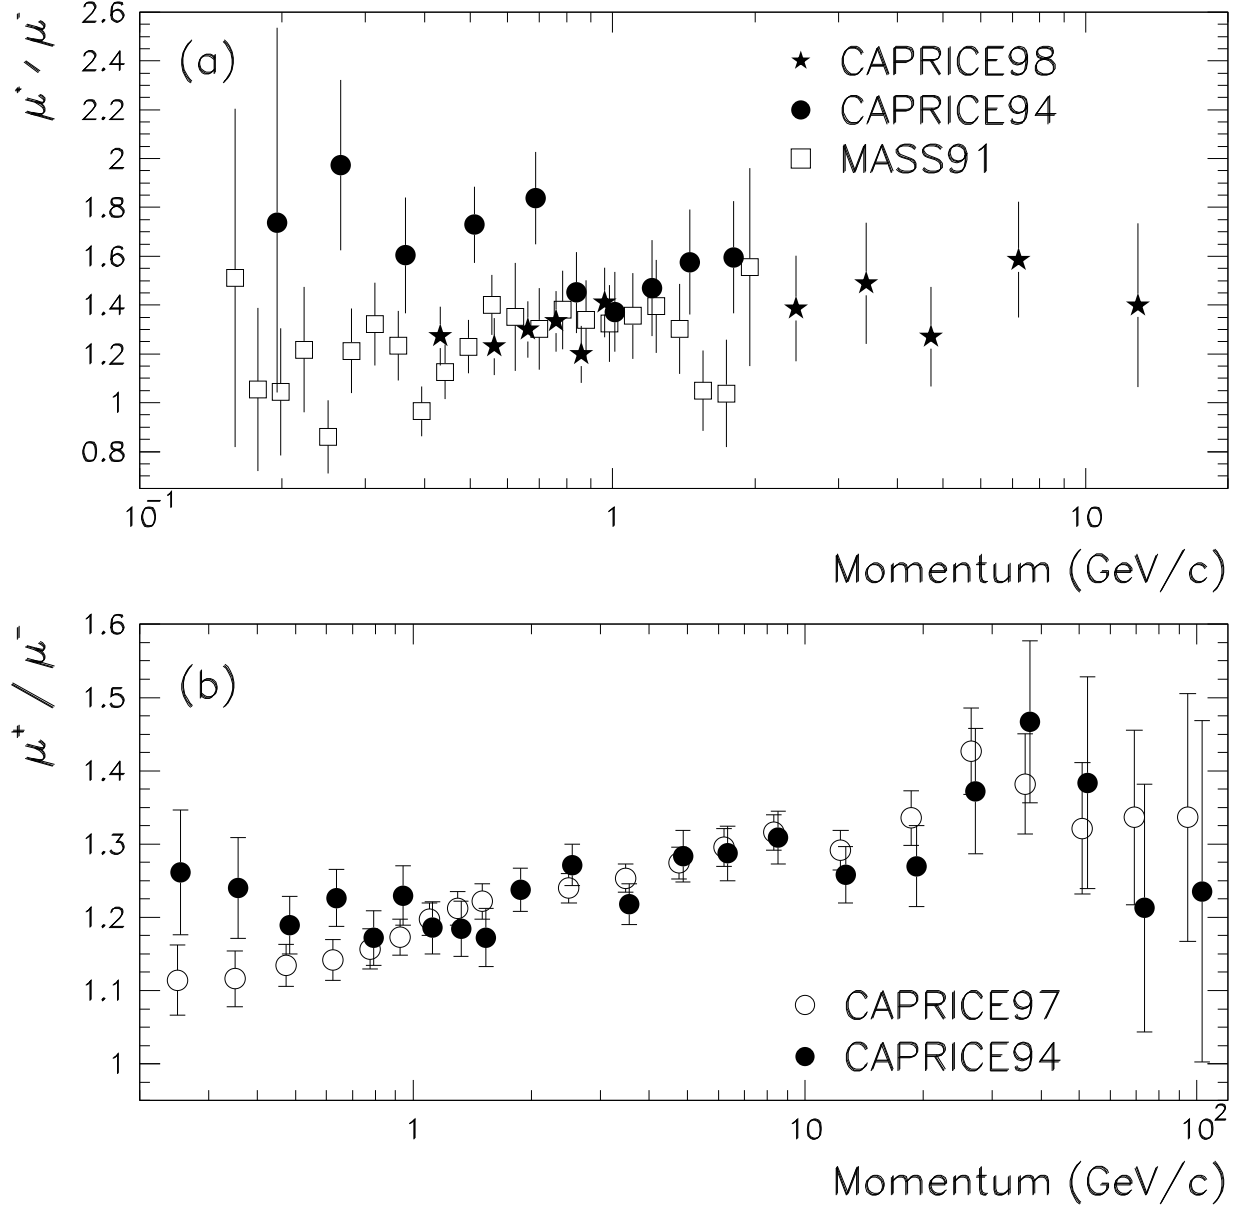 μ⁺ / μ⁻
(a)
CAPRICE98
CAPRICE94
MASS91
2.6
2.4
2.2
2
1.8
1.6
1.4
1.2
1
0.8
10⁻¹ 1 10
Momentum (GeV/c)
μ⁺ / μ⁻
(b)
1.6
1.5
1.4
1.3
1.2
1.1
1
CAPRICE97
CAPRICE94
1 10 10²
Momentum (GeV/c)